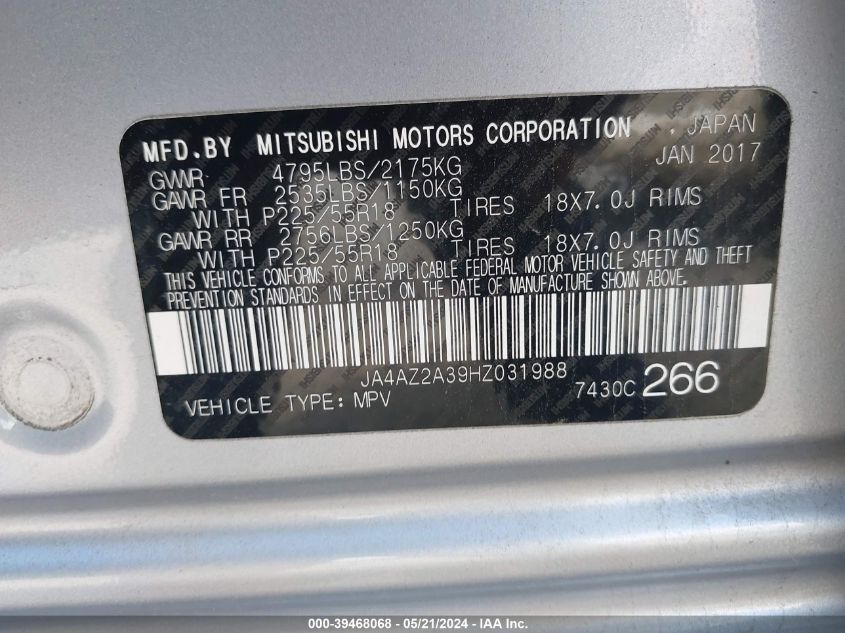 MFD.BY MITSUBISHI MOTORS CORPORATION , JAPAN
JAN 2017
GVWR: 4795LBS/2175KG
GAWR FR 2535LBS/1150KG
WITH P225/55R18 TIRES 18X7.0J RIMS
GAWR RR 2756LBS/1250KG
WITH P225/55R18 TIRES 18X7.0J RIMS
THIS VEHICLE CONFORMS TO ALL APPLICABLE FEDERAL MOTOR VEHICLE SAFETY AND THEFT
PREVENTION STANDARDS IN EFFECT ON THE DATE OF MANUFACTURE SHOWN ABOVE.
JA4AZ2A39HZ031988
VEHICLE TYPE: MPV 7430C 266
000-39468068 - 05/21/2024 - IAA Inc.